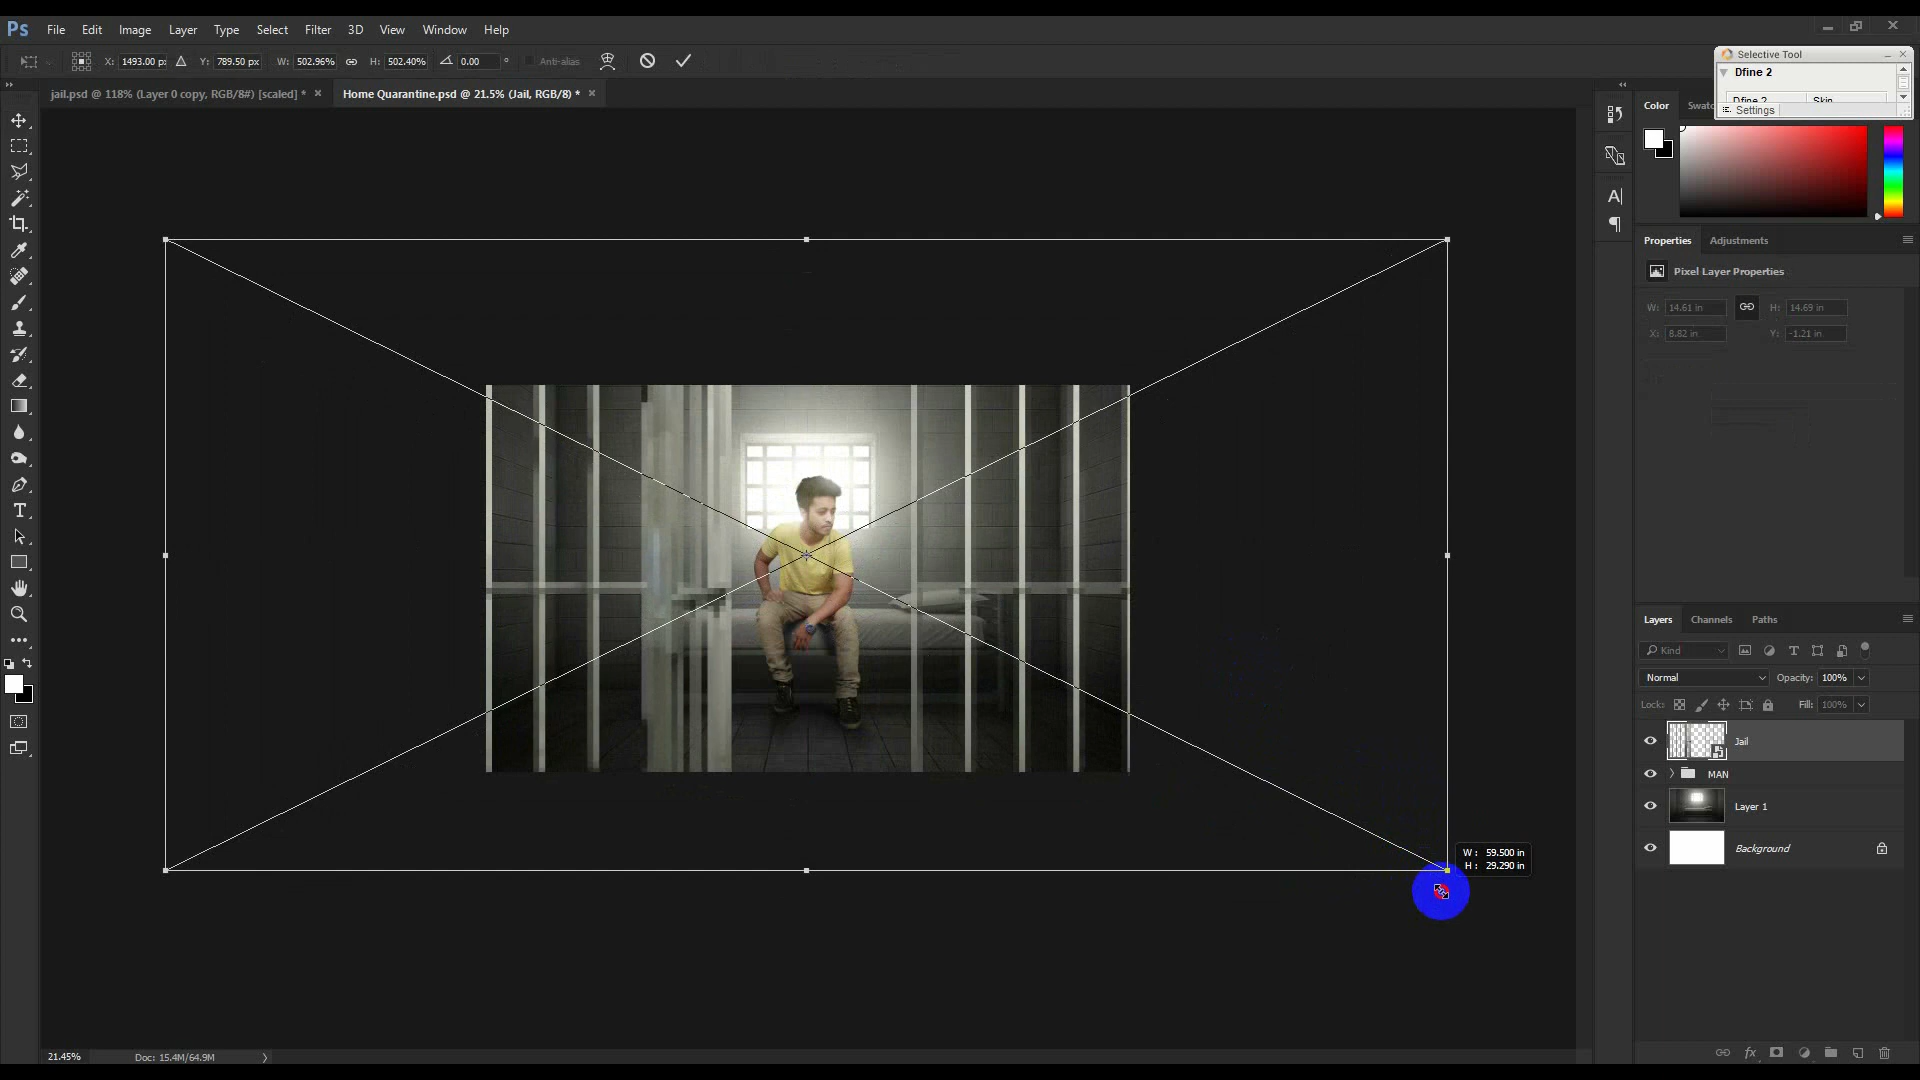 Ps File Edit Image Layer Type Select Filter 3D View Window Help
X: 1493.00 px Y: 789.50 px W: 502.96% H: 502.40% 0.00 ° Anti-alias
Selective Tool
Dfine 2
Settings
jail.psd @ 118% (Layer 0 copy, RGB/8#) [scaled] * × Home Quarantine.psd @ 21.5% (Jail, RGB/8) * ×
Color
Properties Adjustments
Pixel Layer Properties
W: 14.61 in H: 14.69 in
X: 8.82 in Y: -1.21 in
Layers Channels Paths
Kind
Normal Opacity: 100%
Lock: Fill: 100%
Jail
MAN
Layer 1
Background
W : 59.500 in
H : 29.290 in
21.45% Doc: 15.4M/64.9M